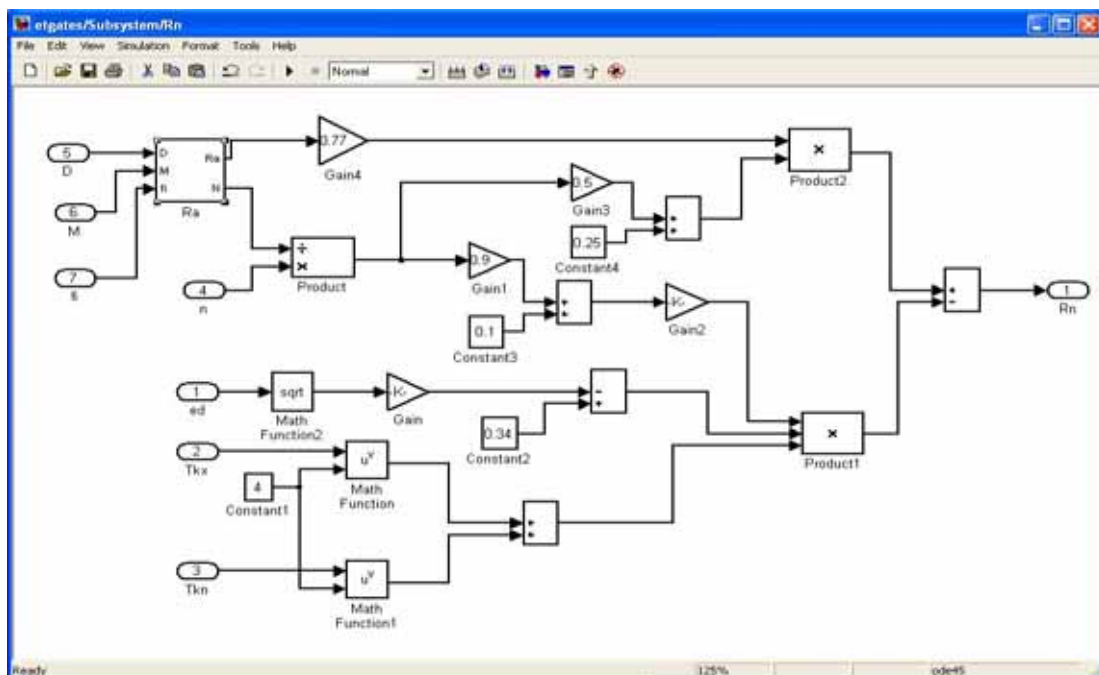 etgates/Subsystem/Rn
File Edit View Simulation Format Tools Help
Normal
5
D
6
M
7
4
n
D
M
Ra
N
Ra
0.77
Gain4
÷
×
Product
0.5
Gain3
0.25
Constant4
+
+
×
Product2
0.9
Gain1
0.1
Constant3
+
+
-K-
Gain2
+
−
1
Rn
1
ed
sqrt
Math
Function2
-K-
Gain
0.34
Constant2
−
+
×
Product1
2
Tkx
4
Constant1
u^v
Math
Function
+
+
3
Tkn
u^v
Math
Function1
Ready 125% ode45